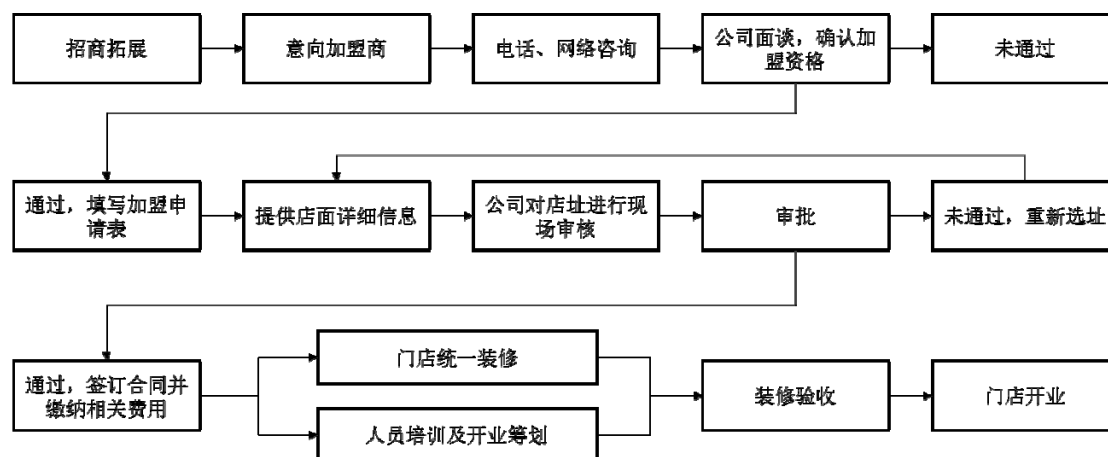 招商拓展
意向加盟商
电话、网络咨询
公司面谈，确认加
盟资格
未通过
通过，填写加盟申
请表
提供店面详细信息
公司对店址进行现
场审核
审批
未通过，重新选址
通过，签订合同并
缴纳相关费用
门店统一装修
人员培训及开业筹划
装修验收
门店开业